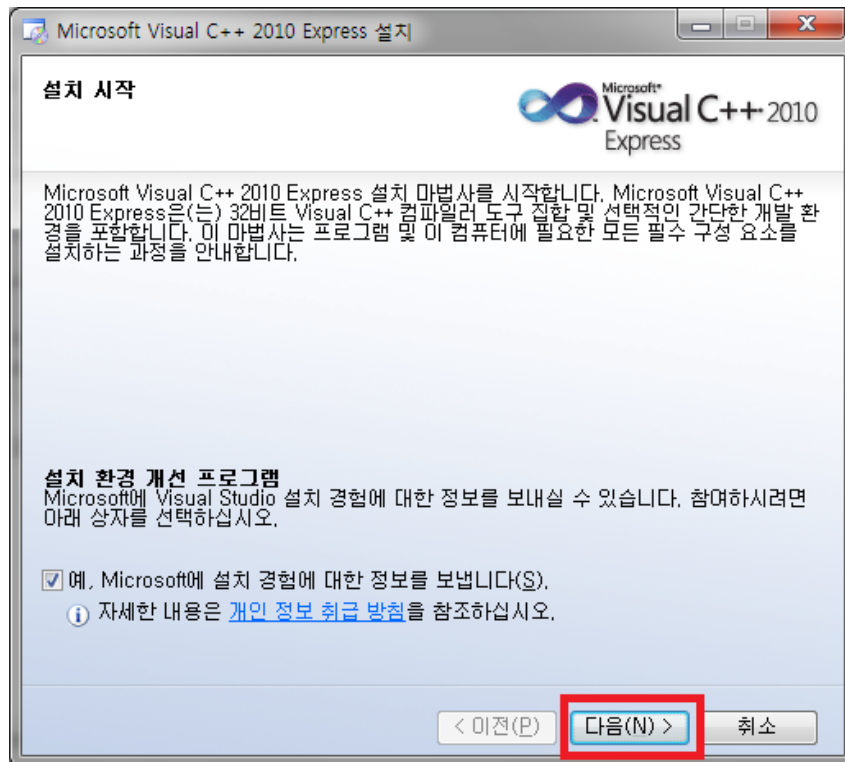 Microsoft Visual C++ 2010 Express 설치
설치 시작
Microsoft
Visual C++ 2010
Express
Microsoft Visual C++ 2010 Express 설치 마법사를 시작합니다. Microsoft Visual C++
2010 Express은(는) 32비트 Visual C++ 컴파일러 도구 집합 및 선택적인 간단한 개발 환
경을 포함합니다. 이 마법사는 프로그램 및 이 컴퓨터에 필요한 모든 필수 구성 요소를
설치하는 과정을 안내합니다.
설치 환경 개선 프로그램
Microsoft에 Visual Studio 설치 경험에 대한 정보를 보내실 수 있습니다. 참여하시려면
아래 상자를 선택하십시오.
예, Microsoft에 설치 경험에 대한 정보를 보냅니다(S).
자세한 내용은 개인 정보 취급 방침을 참조하십시오.
< 이전(P) 다음(N) > 취소